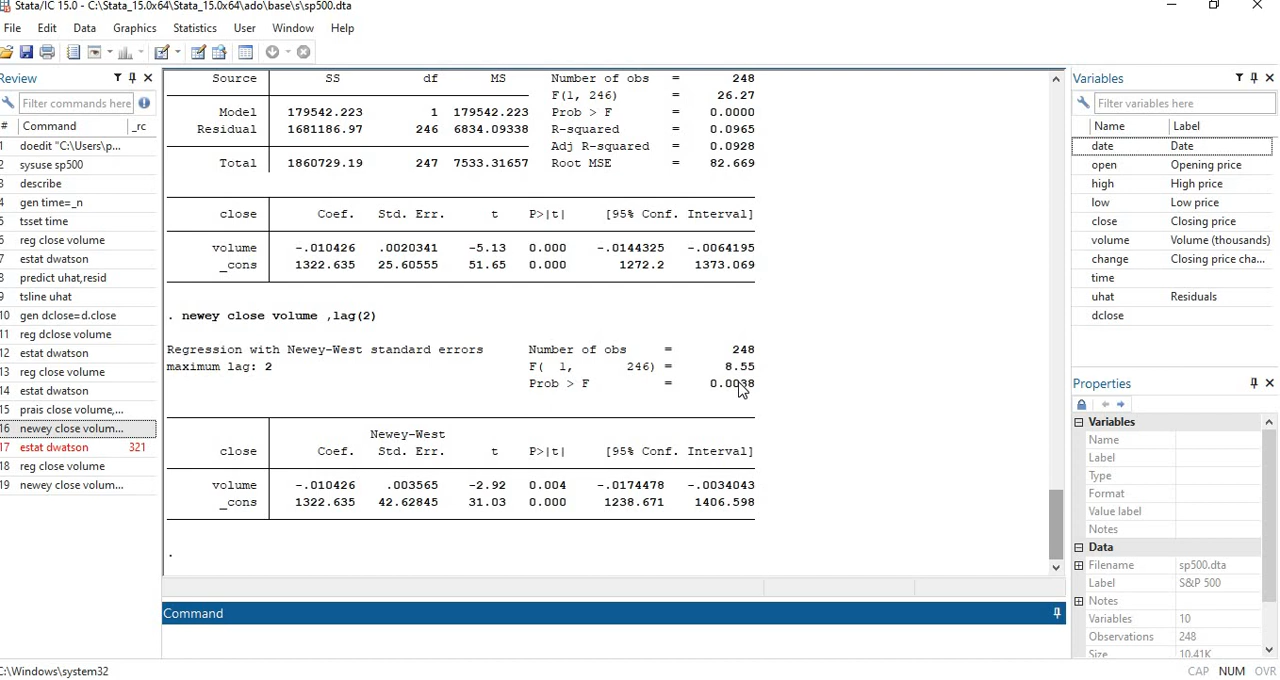 Stata/IC 15.0 - C:\Stata_15.0x64\Stata_15.0x64\ado\base\s\sp500.dta
File Edit Data Graphics Statistics User Window Help
Review
Filter commands here
# Command _rc
1 doedit "C:\Users\p...
2 sysuse sp500
3 describe
4 gen time=_n
5 tsset time
6 reg close volume
7 estat dwatson
8 predict uhat,resid
9 tsline uhat
10 gen dclose=d.close
11 reg dclose volume
12 estat dwatson
13 reg close volume
14 estat dwatson
15 prais close volume,...
16 newey close volum...
17 estat dwatson 321
18 reg close volume
19 newey close volum...
Source SS df MS Number of obs = 248
F(1, 246) = 26.27
Model 179542.223 1 179542.223 Prob > F = 0.0000
Residual 1681186.97 246 6834.09338 R-squared = 0.0965
Adj R-squared = 0.0928
Total 1860729.19 247 7533.31657 Root MSE = 82.669
close Coef. Std. Err. t P>|t| [95% Conf. Interval]
volume -.010426 .0020341 -5.13 0.000 -.0144325 -.0064195
_cons 1322.635 25.60555 51.65 0.000 1272.2 1373.069
. newey close volume ,lag(2)
Regression with Newey-West standard errors Number of obs = 248
maximum lag: 2 F( 1, 246) = 8.55
Prob > F = 0.0038
Newey-West
close Coef. Std. Err. t P>|t| [95% Conf. Interval]
volume -.010426 .003565 -2.92 0.004 -.0174478 -.0034043
_cons 1322.635 42.62845 31.03 0.000 1238.671 1406.598
.
Command
Variables
Filter variables here
Name Label
date Date
open Opening price
high High price
low Low price
close Closing price
volume Volume (thousands)
change Closing price cha...
time
uhat Residuals
dclose
Properties
Variables
Name
Label
Type
Format
Value label
Notes
Data
Filename sp500.dta
Label S&P 500
Notes
Variables 10
Observations 248
Size 10.41K
C:\Windows\system32
CAP NUM OVR